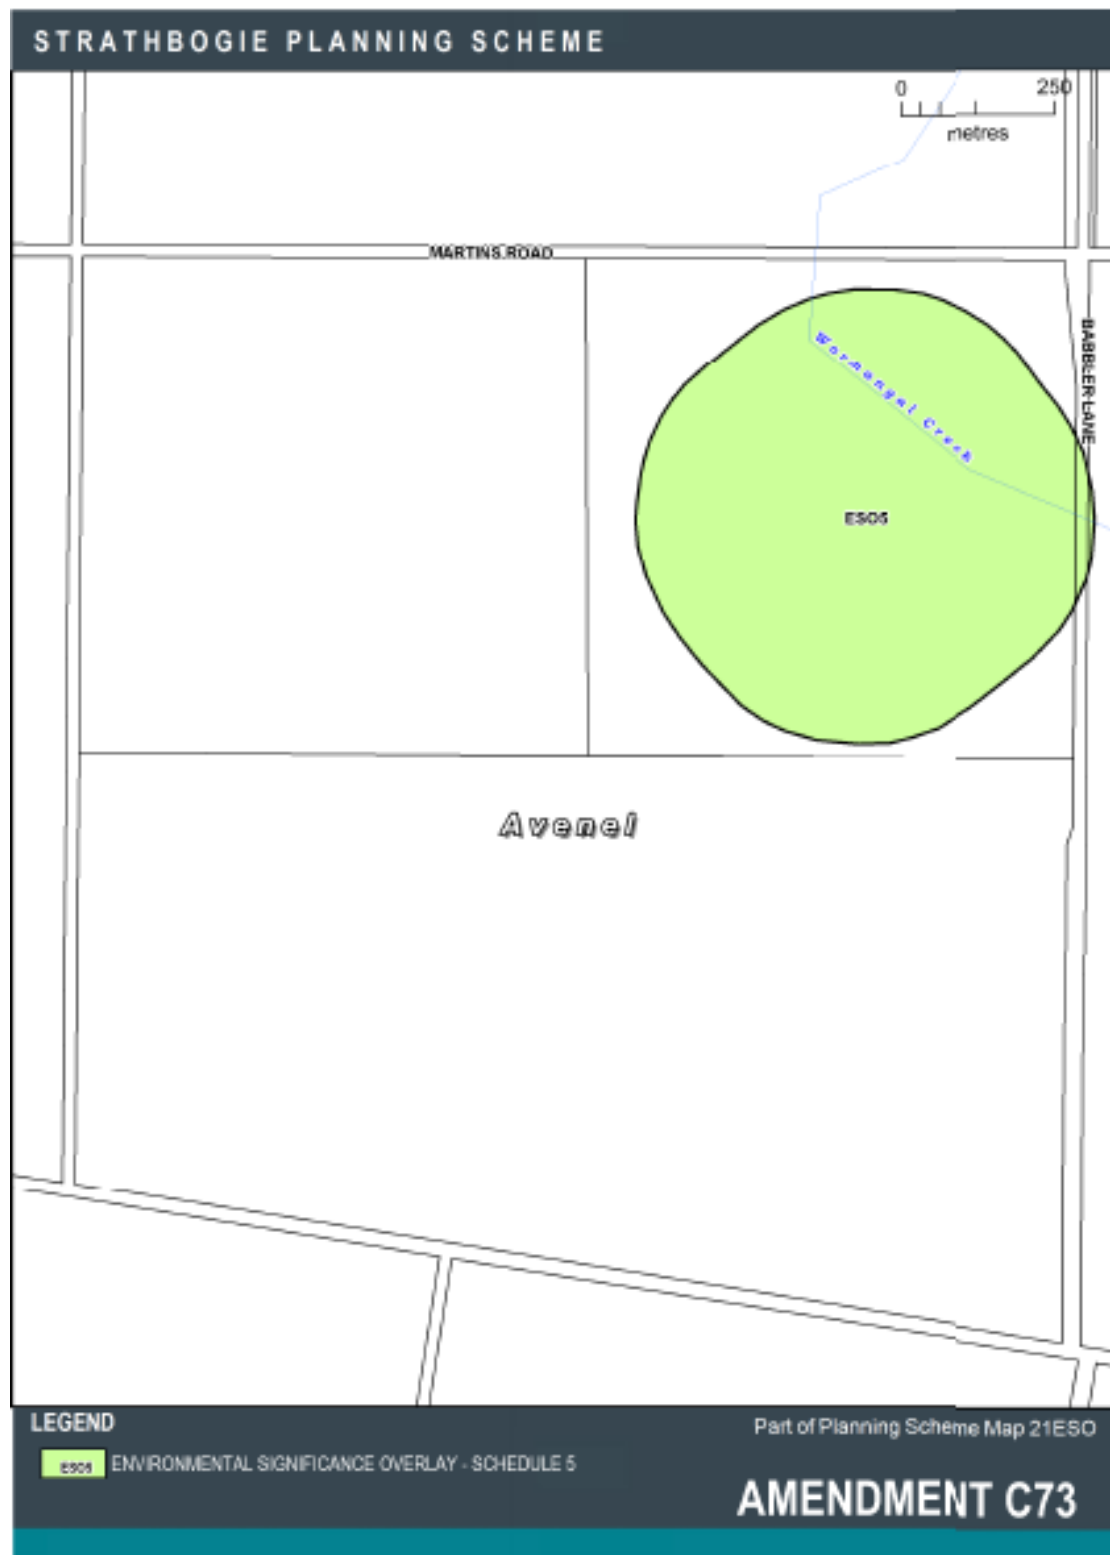 STRATHBOGIE PLANNING SCHEME
0 250
metres
MARTINS ROAD
BABBLER LANE
Wormangal Creek
ESO5
Avenel
LEGEND
Part of Planning Scheme Map 21ESO
ESO5 ENVIRONMENTAL SIGNIFICANCE OVERLAY - SCHEDULE 5
AMENDMENT C73